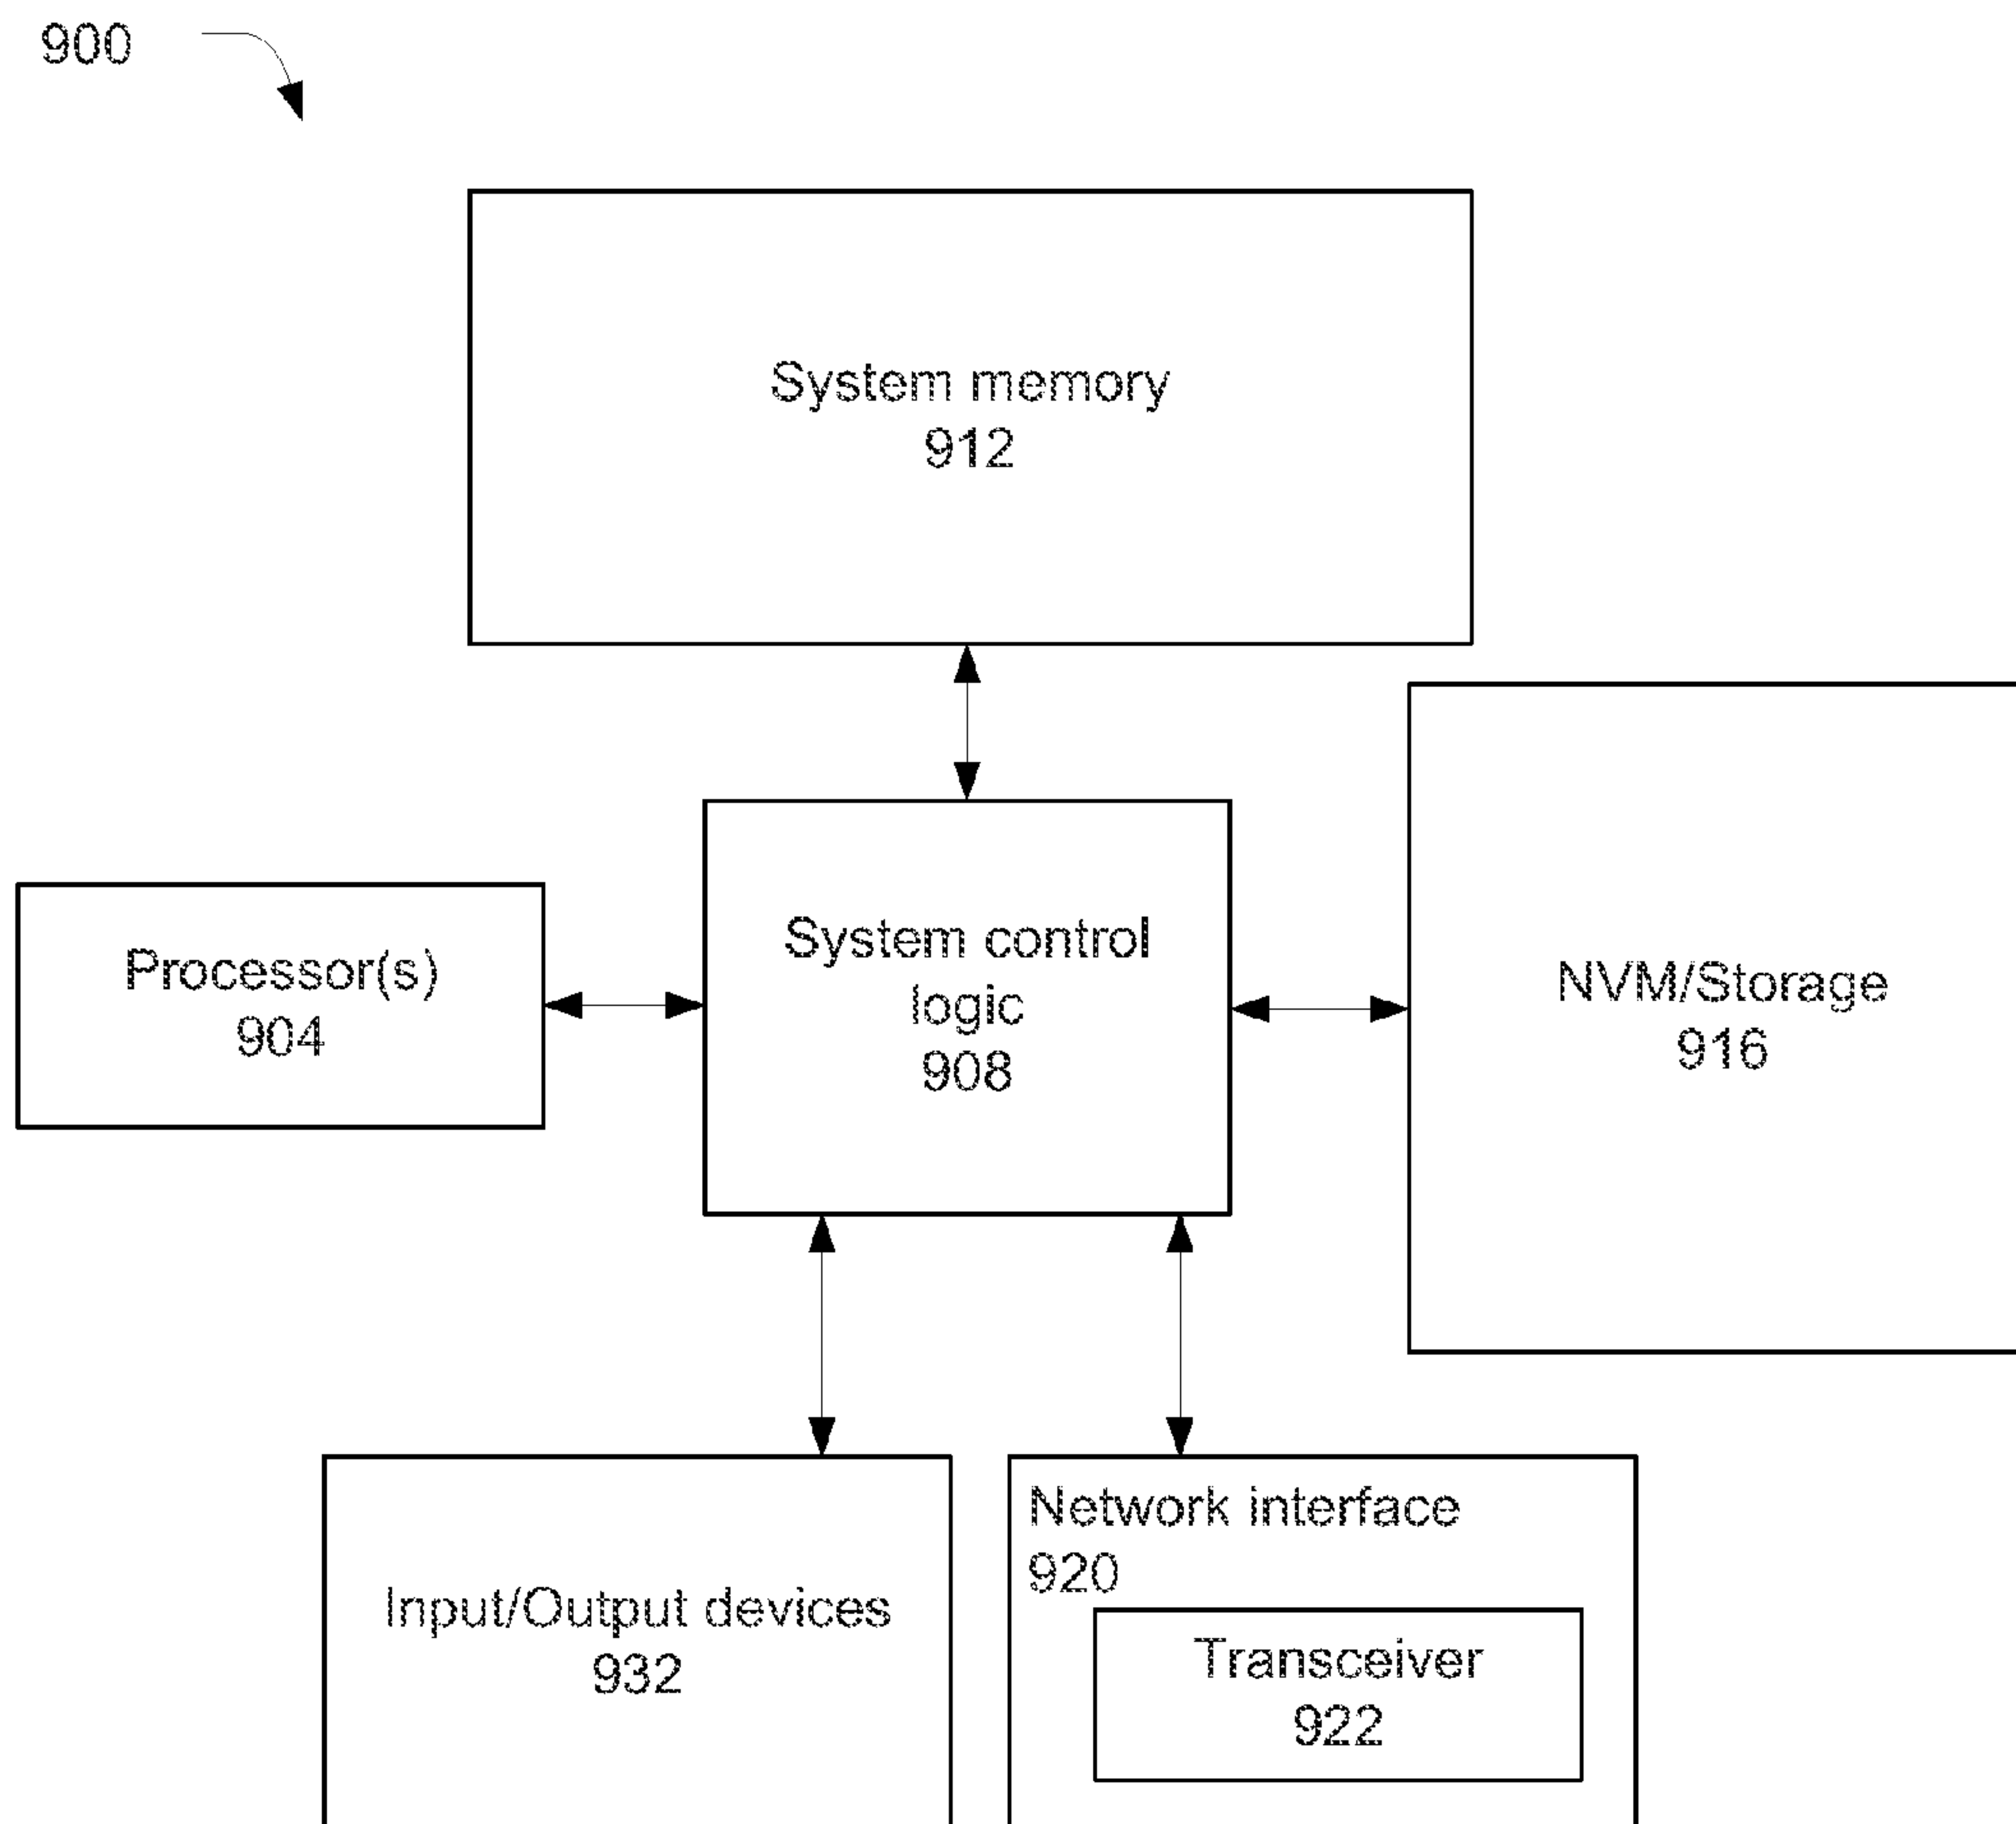 900
System memory
912
Processor(s)
904
System control
logic
908
NVM/Storage
916
Input/Output devices
932
Network interface
920
Transceiver
922